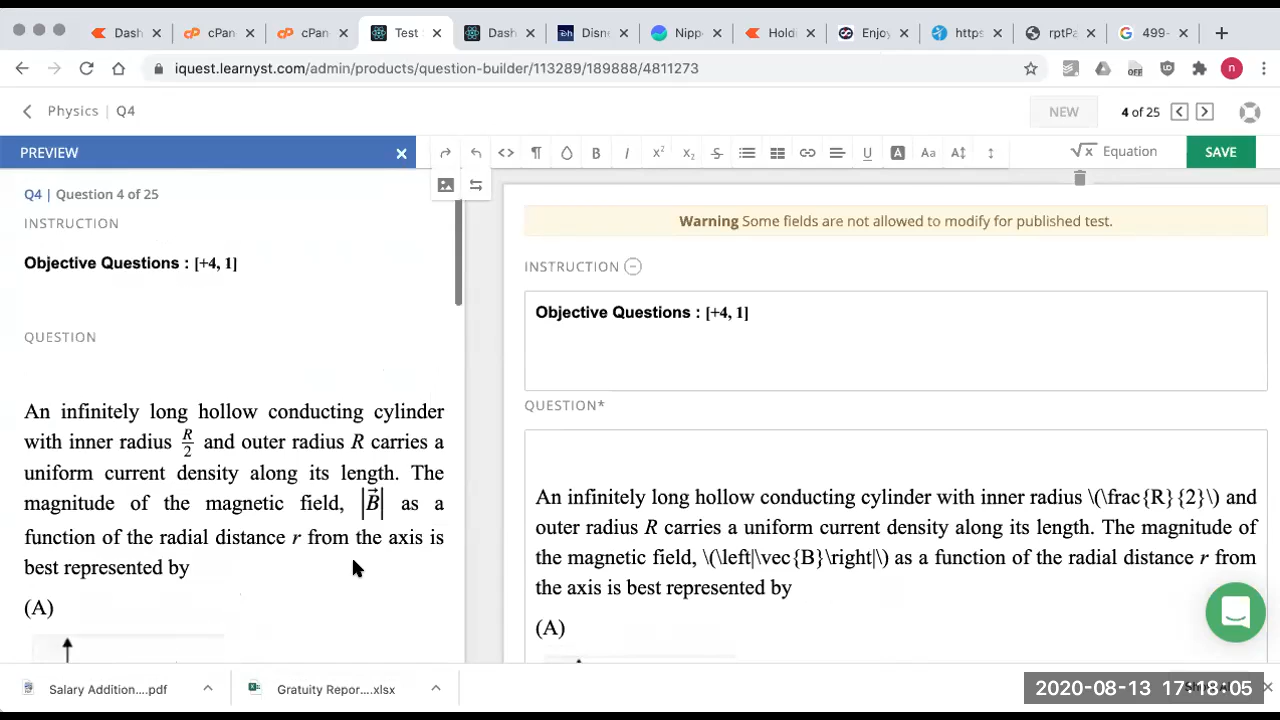 Dash
cPan
cPan
Test
Dash
Disne
Nipp
Hold
Enjoy
https
rptPa
499-
iquest.learnyst.com/admin/products/question-builder/113289/189888/4811273
OFF
n
Physics | Q4
NEW
4 of 25
PREVIEW
Equation
SAVE
Q4 | Question 4 of 25
INSTRUCTION
Objective Questions : [+4, 1]
QUESTION
An infinitely long hollow conducting cylinder
with inner radius R/2 and outer radius R carries a
uniform current density along its length. The
magnitude of the magnetic field, |B⃗| as a
function of the radial distance r from the axis is
best represented by
(A)
Warning Some fields are not allowed to modify for published test.
INSTRUCTION
Objective Questions : [+4, 1]
QUESTION*
An infinitely long hollow conducting cylinder with inner radius \(\frac{R}{2}\) and
outer radius R carries a uniform current density along its length. The magnitude of
the magnetic field, \(\left|\vec{B}\right|\) as a function of the radial distance r from
the axis is best represented by
(A)
Salary Addition....pdf
Gratuity Repor....xlsx
2020-08-13 17:18:05